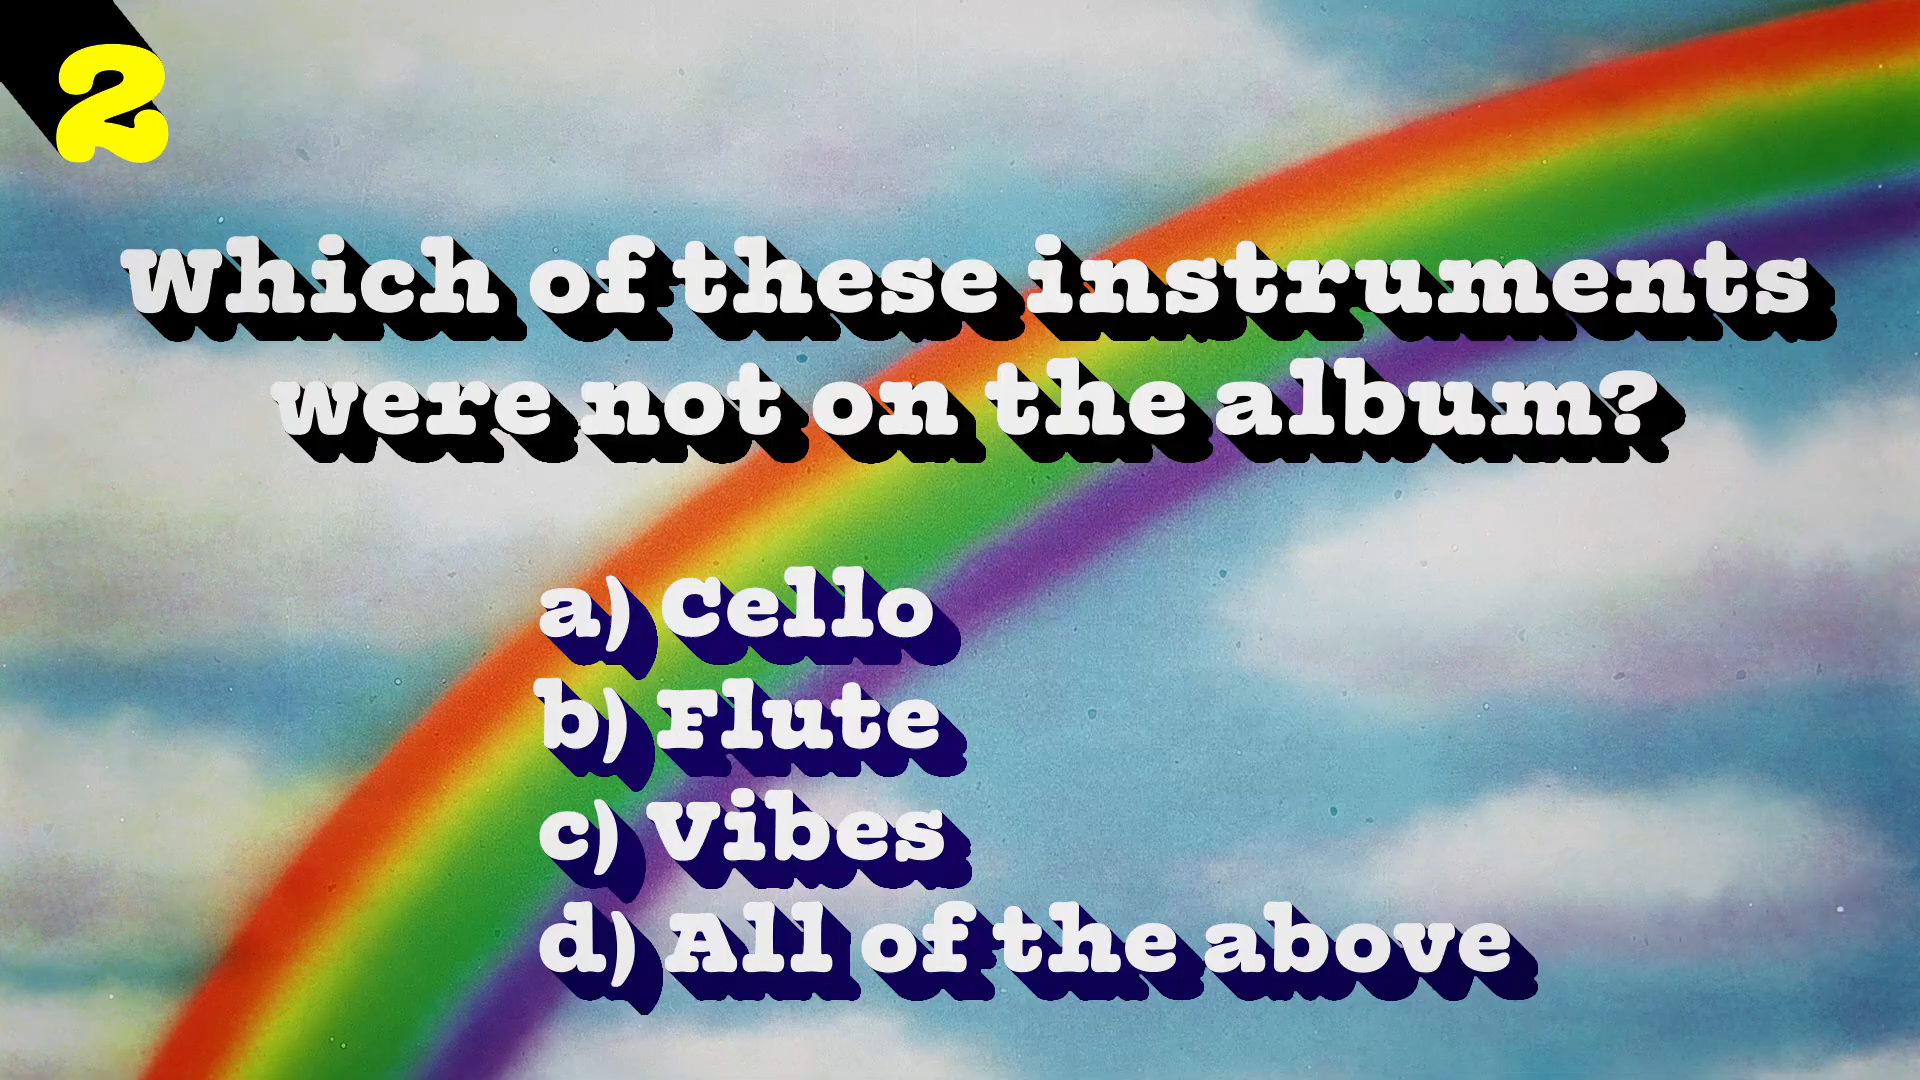 2
Which of these instruments
were not on the album?
a) Cello
b) Flute
c) Vibes
d) All of the above